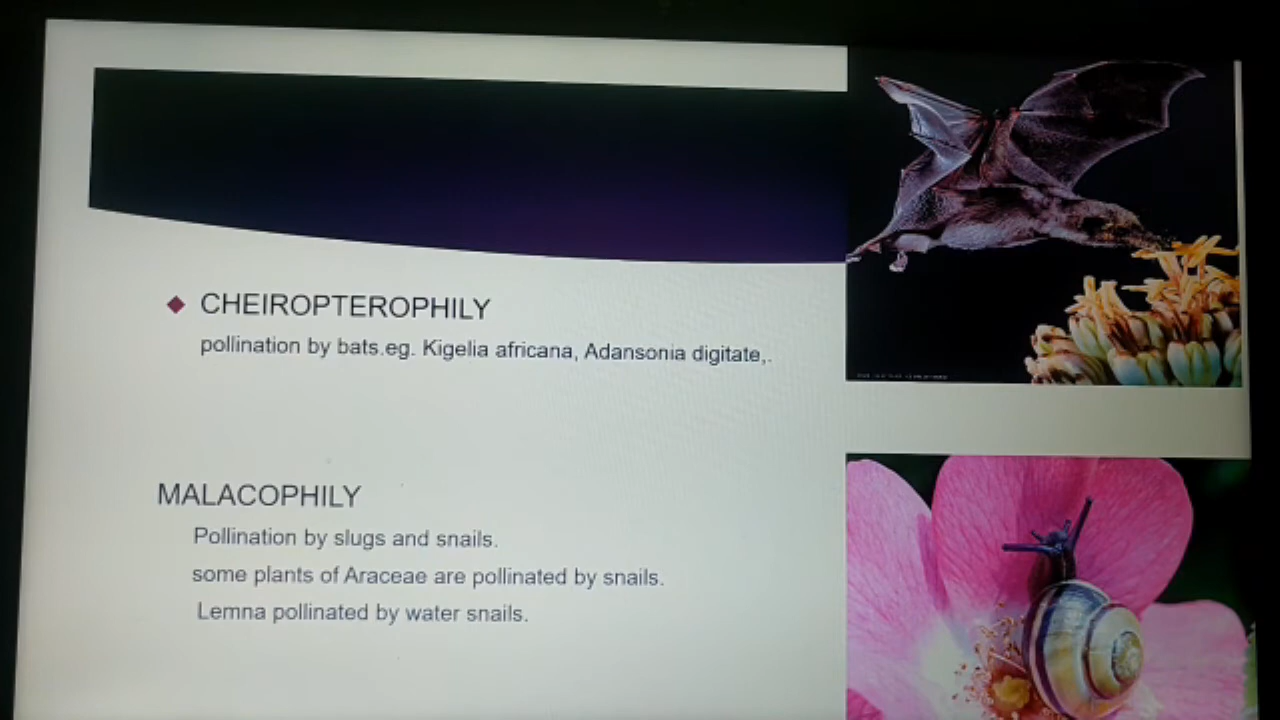 CHEIROPTEROPHILY
pollination by bats.eg. Kigelia africana, Adansonia digitate,.
MALACOPHILY
Pollination by slugs and snails.
some plants of Araceae are pollinated by snails.
Lemna pollinated by water snails.